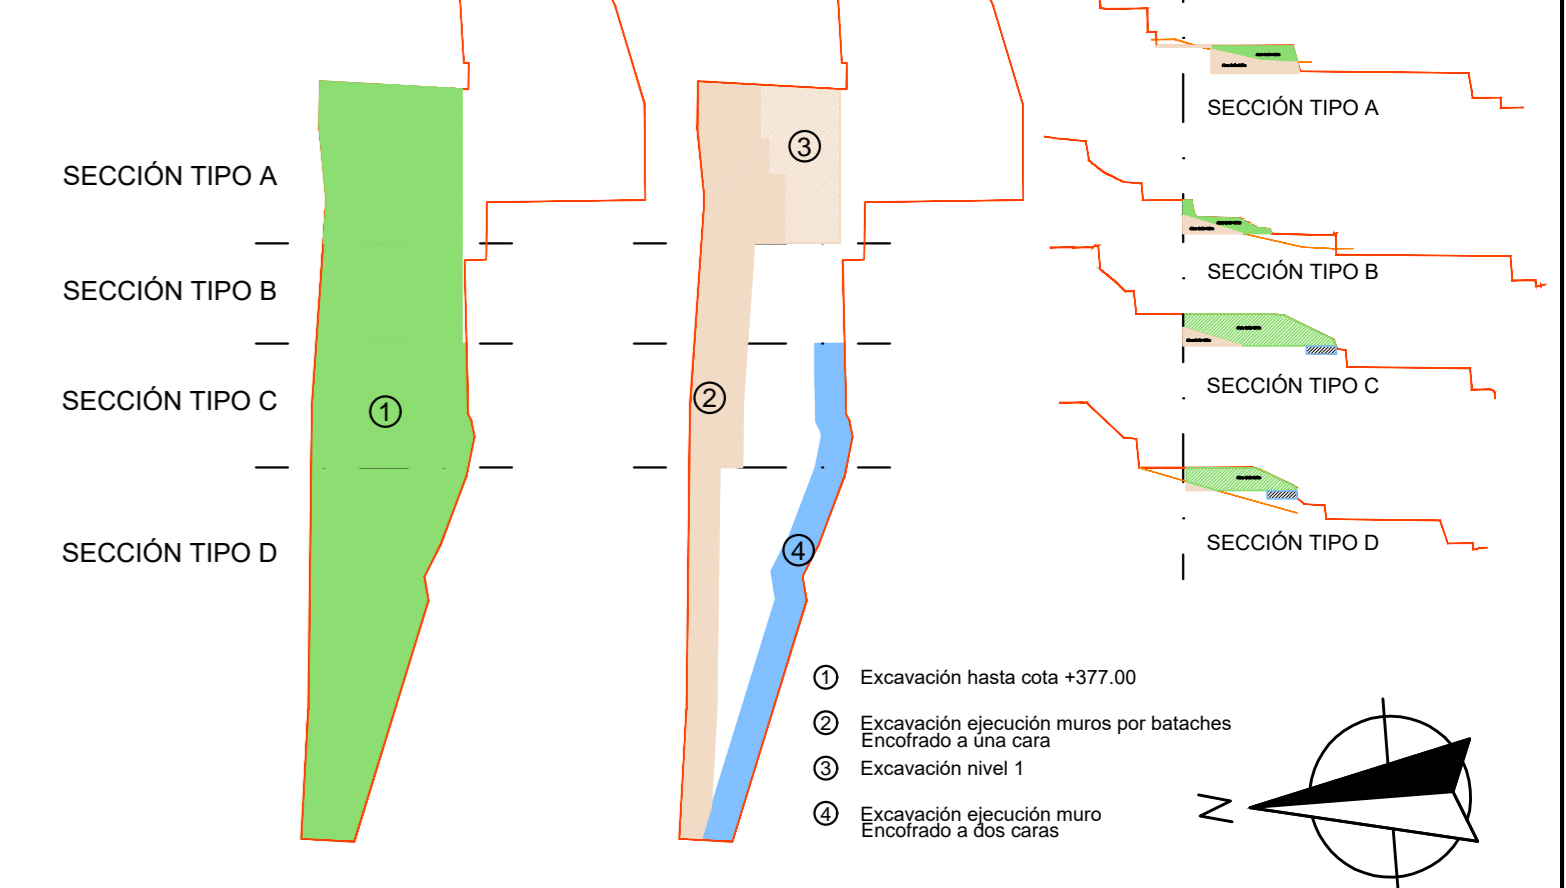 SECCIÓN TIPO A
SECCIÓN TIPO B
SECCIÓN TIPO C
SECCIÓN TIPO D
1
2
3
4
SECCIÓN TIPO A
SECCIÓN TIPO B
SECCIÓN TIPO C
SECCIÓN TIPO D
1 Excavación hasta cota +377.00
2 Excavación ejecución muros por bataches
Encofrado a una cara
3 Excavación nivel 1
4 Excavación ejecución muro
Encofrado a dos caras
N